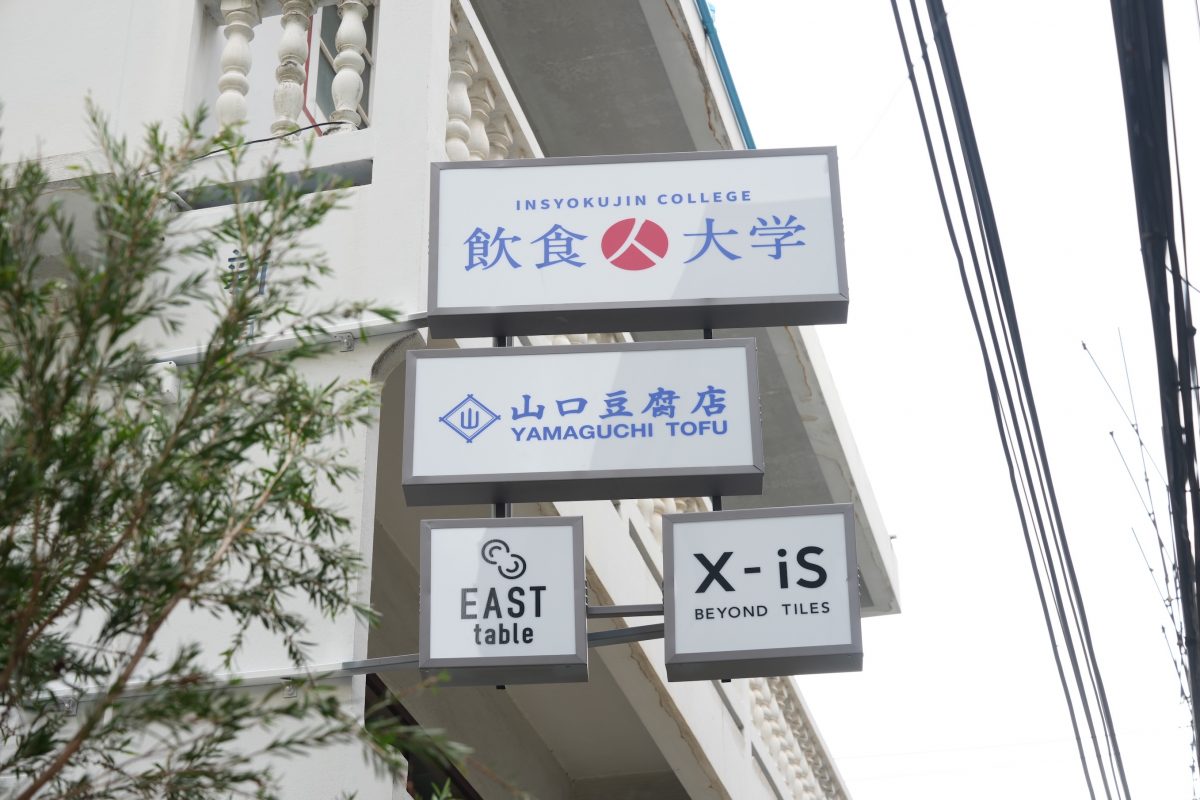 INSYOKUJIN COLLEGE
飲食人大学
山 山口豆腐店
YAMAGUCHI TOFU
EAST
table
X-iS
BEYOND TILES